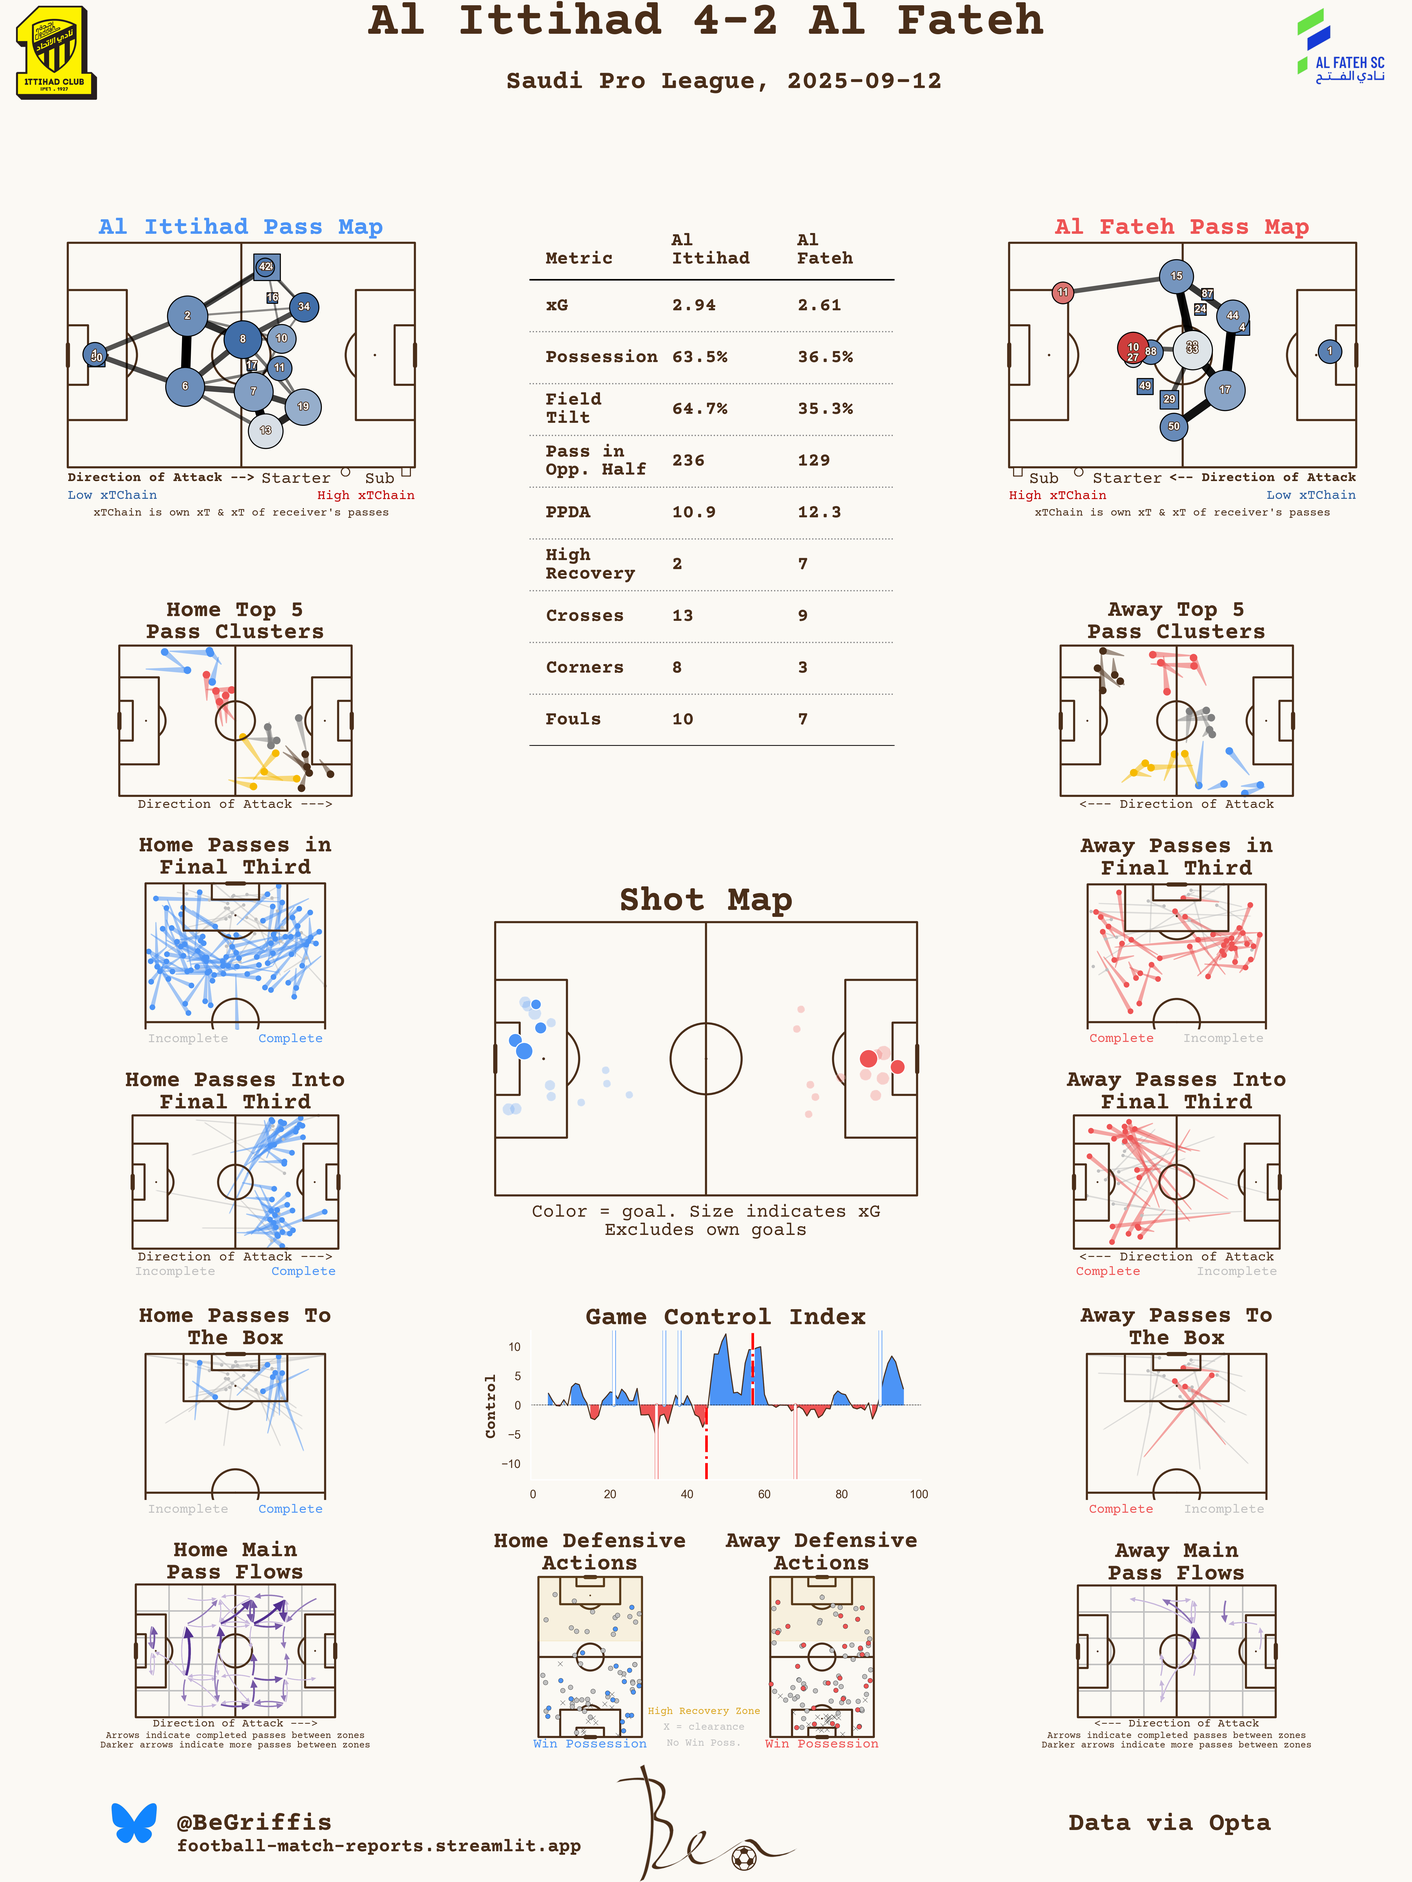 Al Ittihad 4-2 Al Fateh
Saudi Pro League, 2025-09-12
نادي الاتحاد
ITTIHAD CLUB
١٣٤٦ . 1927
AL FATEH SC
نادي الفتح
Al Ittihad Pass Map
42
16
34
2
8
10
1
17
11
6
7
19
13
Direction of Attack --> Starter Sub
Low xTChain High xTChain
xTChain is own xT & xT of receiver's passes
Metric Al Ittihad Al Fateh
xG 2.94 2.61
Possession 63.5% 36.5%
Field Tilt 64.7% 35.3%
Pass in Opp. Half 236 129
PPDA 10.9 12.3
High Recovery 2 7
Crosses 13 9
Corners 8 3
Fouls 10 7
Al Fateh Pass Map
15
11
87
24
44
4
10
27
88
33
1
49
29
17
50
Sub Starter <-- Direction of Attack
High xTChain Low xTChain
xTChain is own xT & xT of receiver's passes
Home Top 5
Pass Clusters
Direction of Attack --->
Away Top 5
Pass Clusters
<--- Direction of Attack
Home Passes in
Final Third
Incomplete Complete
Away Passes in
Final Third
Complete Incomplete
Shot Map
Color = goal. Size indicates xG
Excludes own goals
Home Passes Into
Final Third
Direction of Attack --->
Incomplete Complete
Away Passes Into
Final Third
<--- Direction of Attack
Complete Incomplete
Home Passes To
The Box
Incomplete Complete
Game Control Index
Control
10
5
0
−5
−10
0 20 40 60 80 100
Away Passes To
The Box
Complete Incomplete
Home Main
Pass Flows
Direction of Attack --->
Arrows indicate completed passes between zones
Darker arrows indicate more passes between zones
Home Defensive
Actions
Win Possession
High Recovery Zone
X = clearance
No Win Poss.
Away Defensive
Actions
Win Possession
Away Main
Pass Flows
<--- Direction of Attack
Arrows indicate completed passes between zones
Darker arrows indicate more passes between zones
@BeGriffis
football-match-reports.streamlit.app
Ben
Data via Opta